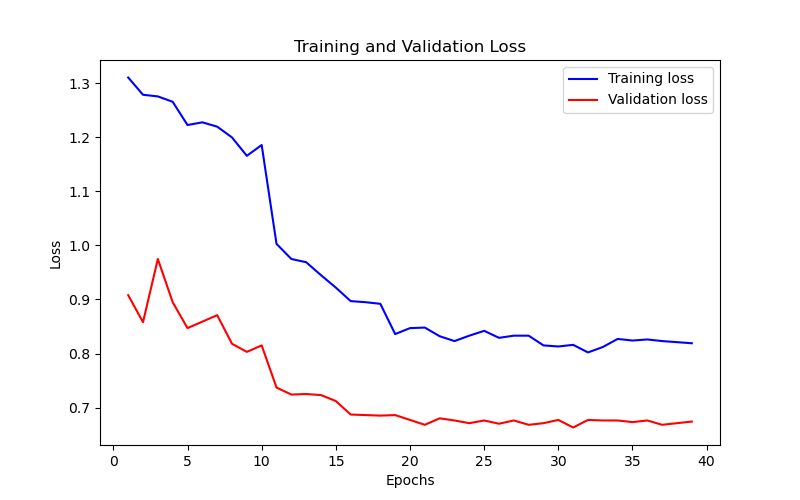 Training and Validation Loss
Training loss
Validation loss
1.3
1.2
1.1
1.0
0.9
0.8
0.7
Loss
0 5 10 15 20 25 30 35 40
Epochs